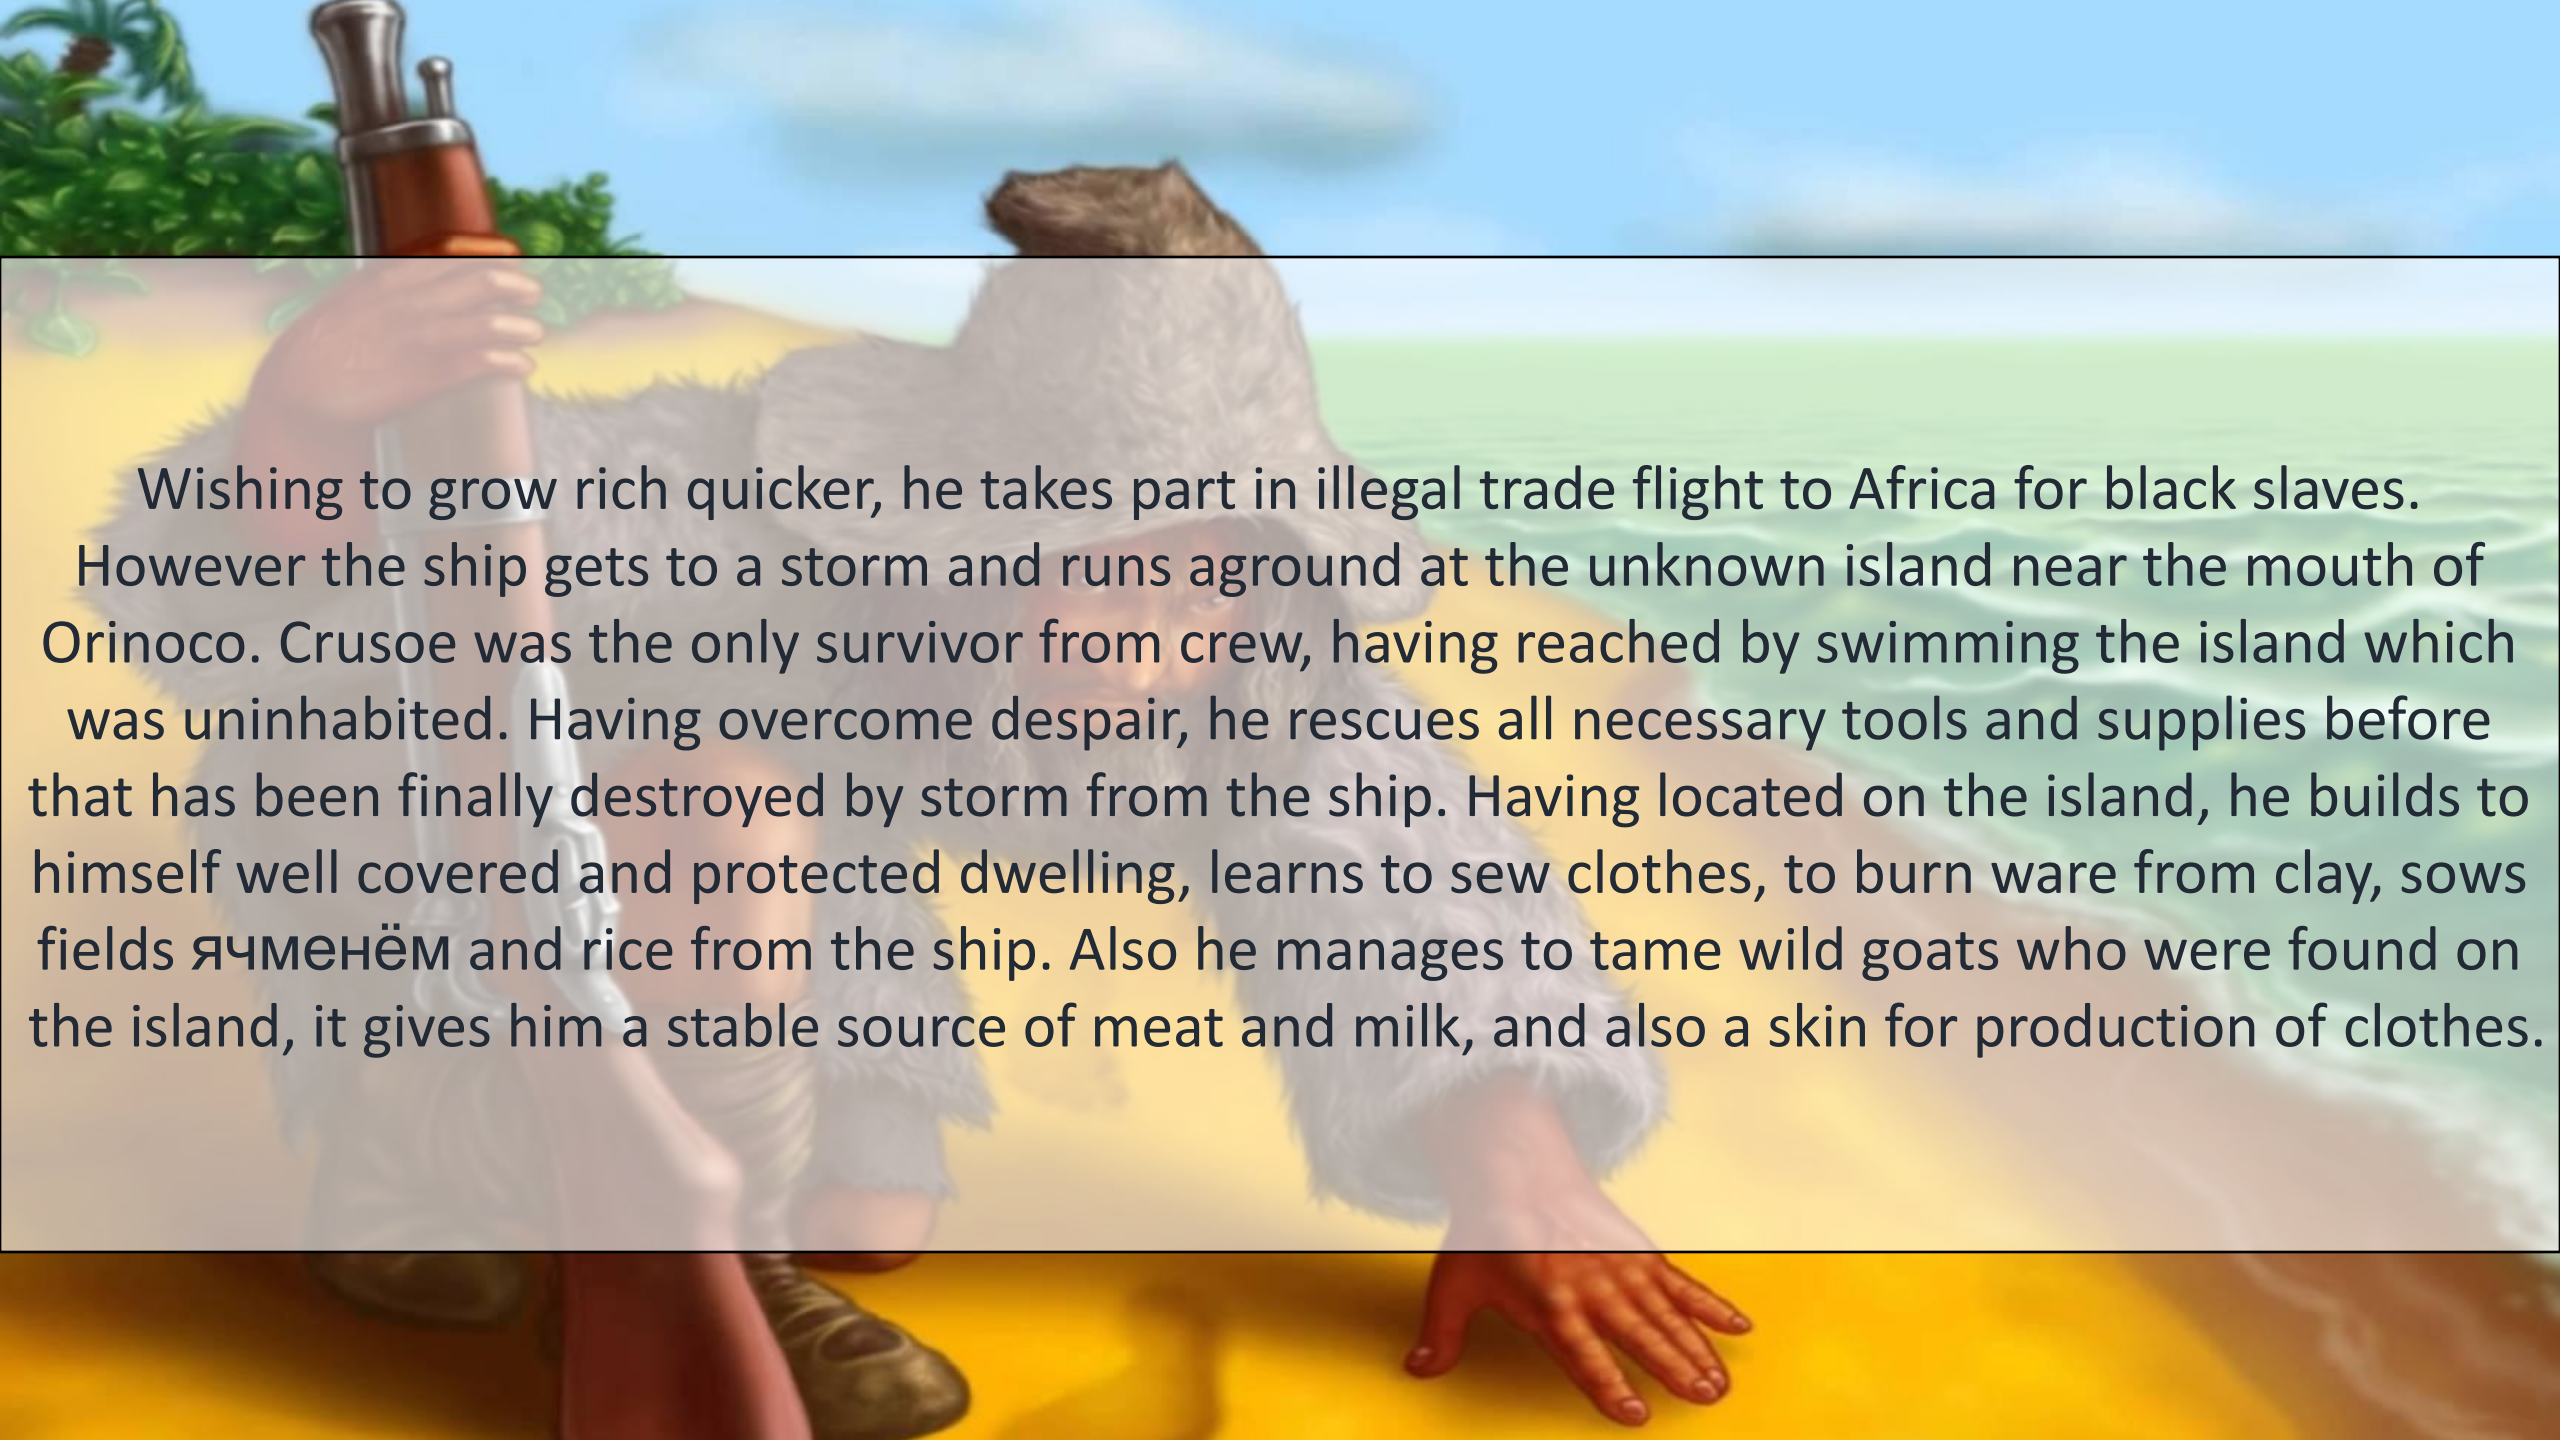 Wishing to grow rich quicker, he takes part in illegal trade flight to Africa for black slaves.
However the ship gets to a storm and runs aground at the unknown island near the mouth of
Orinoco. Crusoe was the only survivor from crew, having reached by swimming the island which
was uninhabited. Having overcome despair, he rescues all necessary tools and supplies before
that has been finally destroyed by storm from the ship. Having located on the island, he builds to
himself well covered and protected dwelling, learns to sew clothes, to burn ware from clay, sows
fields ячменём and rice from the ship. Also he manages to tame wild goats who were found on
the island, it gives him a stable source of meat and milk, and also a skin for production of clothes.